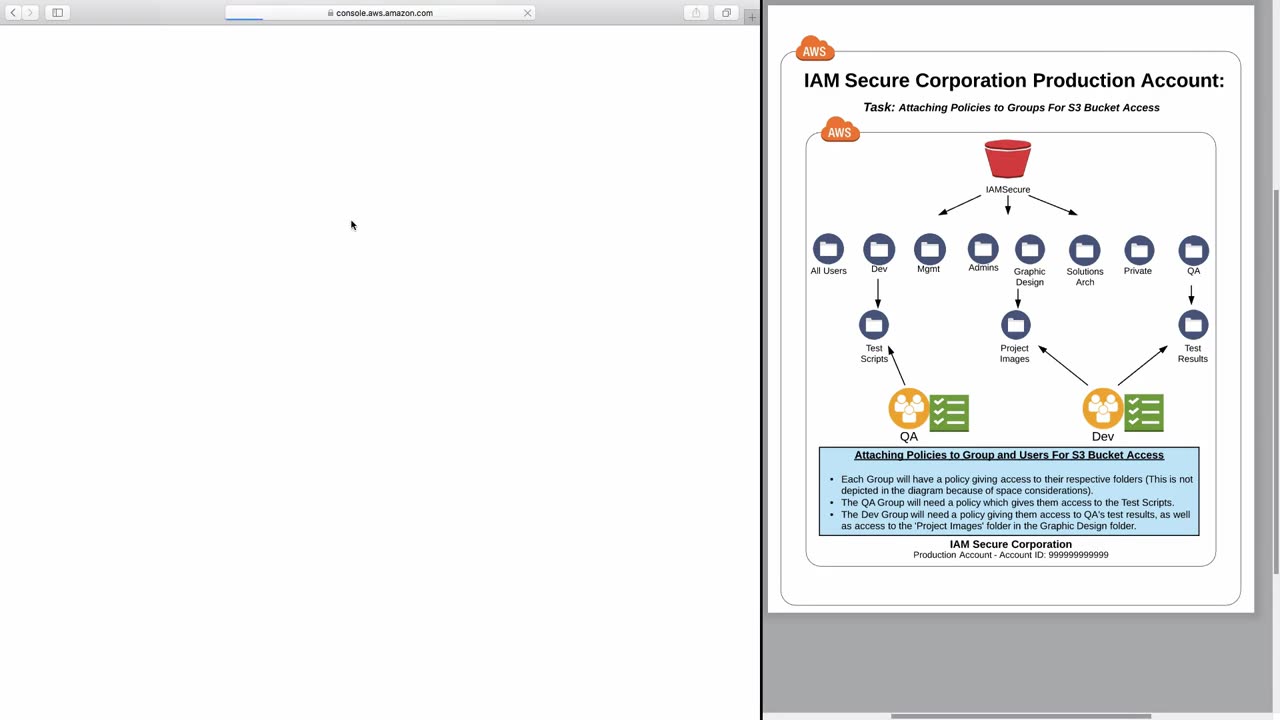 console.aws.amazon.com
AWS
IAM Secure Corporation Production Account:
Task: Attaching Policies to Groups For S3 Bucket Access
AWS
IAMSecure
All Users
Dev
Mgmt
Admins
Graphic
Design
Solutions
Arch
Private
QA
Test
Scripts
Project
Images
Test
Results
QA
Dev
Attaching Policies to Group and Users For S3 Bucket Access
• Each Group will have a policy giving access to their respective folders (This is not
depicted in the diagram because of space considerations).
• The QA Group will need a policy which gives them access to the Test Scripts.
• The Dev Group will need a policy giving them access to QA's test results, as well
as access to the 'Project Images' folder in the Graphic Design folder.
IAM Secure Corporation
Production Account - Account ID: 999999999999